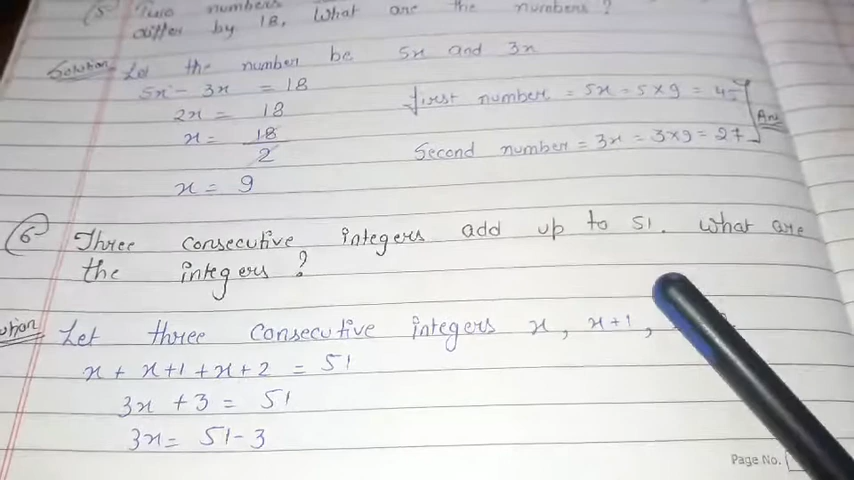 (5 Two numbers
differ by 18. What are the numbers?
Solution Let the number be 5x and 3x
5x - 3x = 18
2x = 18
x = 18/2
x = 9
first number = 5x = 5×9 = 45
Second number = 3x = 3×9 = 27 Ans
6 Three consecutive integers add up to 51. What are
the integers?
Let three consecutive integers x, x+1,
x + x+1 + x+2 = 51
3x + 3 = 51
3x = 51-3
Page No.